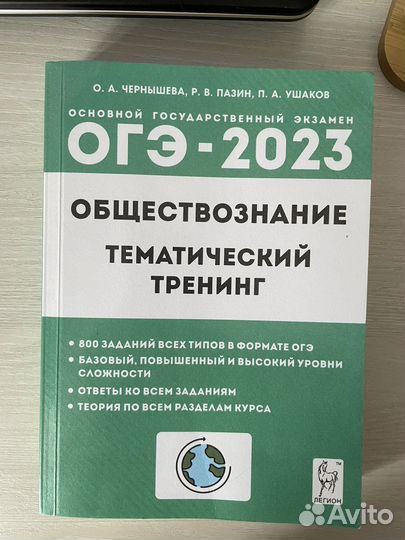 О. А. ЧЕРНЫШЕВА, Р. В. ПАЗИН, П. А. УШАКОВ
ОСНОВНОЙ ГОСУДАРСТВЕННЫЙ ЭКЗАМЕН
ОГЭ - 2023
ОБЩЕСТВОЗНАНИЕ
ТЕМАТИЧЕСКИЙ
ТРЕНИНГ
• 800 ЗАДАНИЙ ВСЕХ ТИПОВ В ФОРМАТЕ ОГЭ
• БАЗОВЫЙ, ПОВЫШЕННЫЙ И ВЫСОКИЙ УРОВНИ
СЛОЖНОСТИ
• ОТВЕТЫ КО ВСЕМ ЗАДАНИЯМ
• ТЕОРИЯ ПО ВСЕМ РАЗДЕЛАМ КУРСА
TM
ЛЕГИОН
Avito